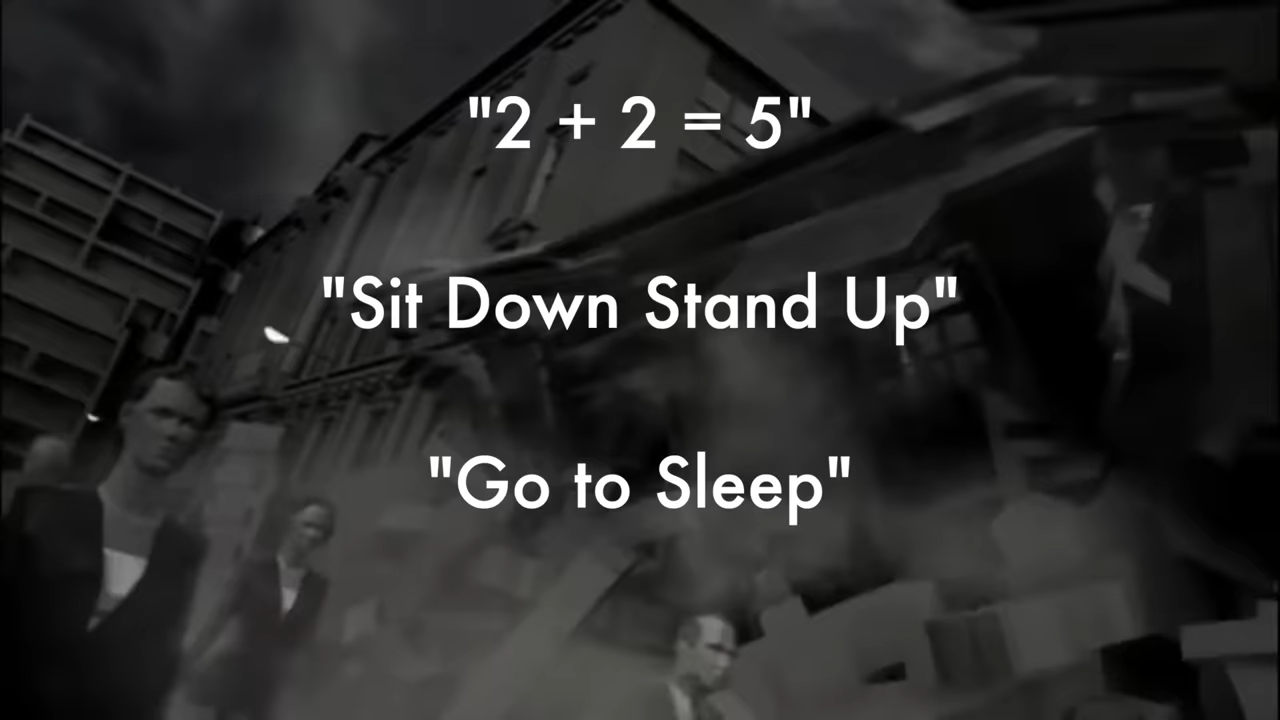 "2 + 2 = 5"
"Sit Down Stand Up"
"Go to Sleep"